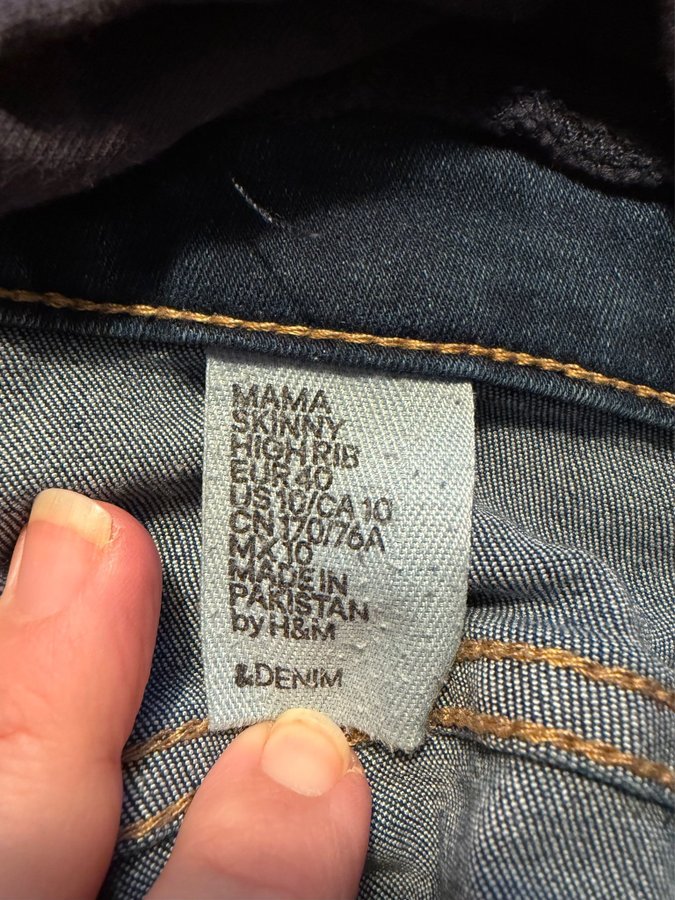 MAMA
SKINNY
HIGH RIB
EUR 40
US 10/CA 10
CN 170/76A
MX 10
MADE IN
PAKISTAN
by H&M
&DENIM